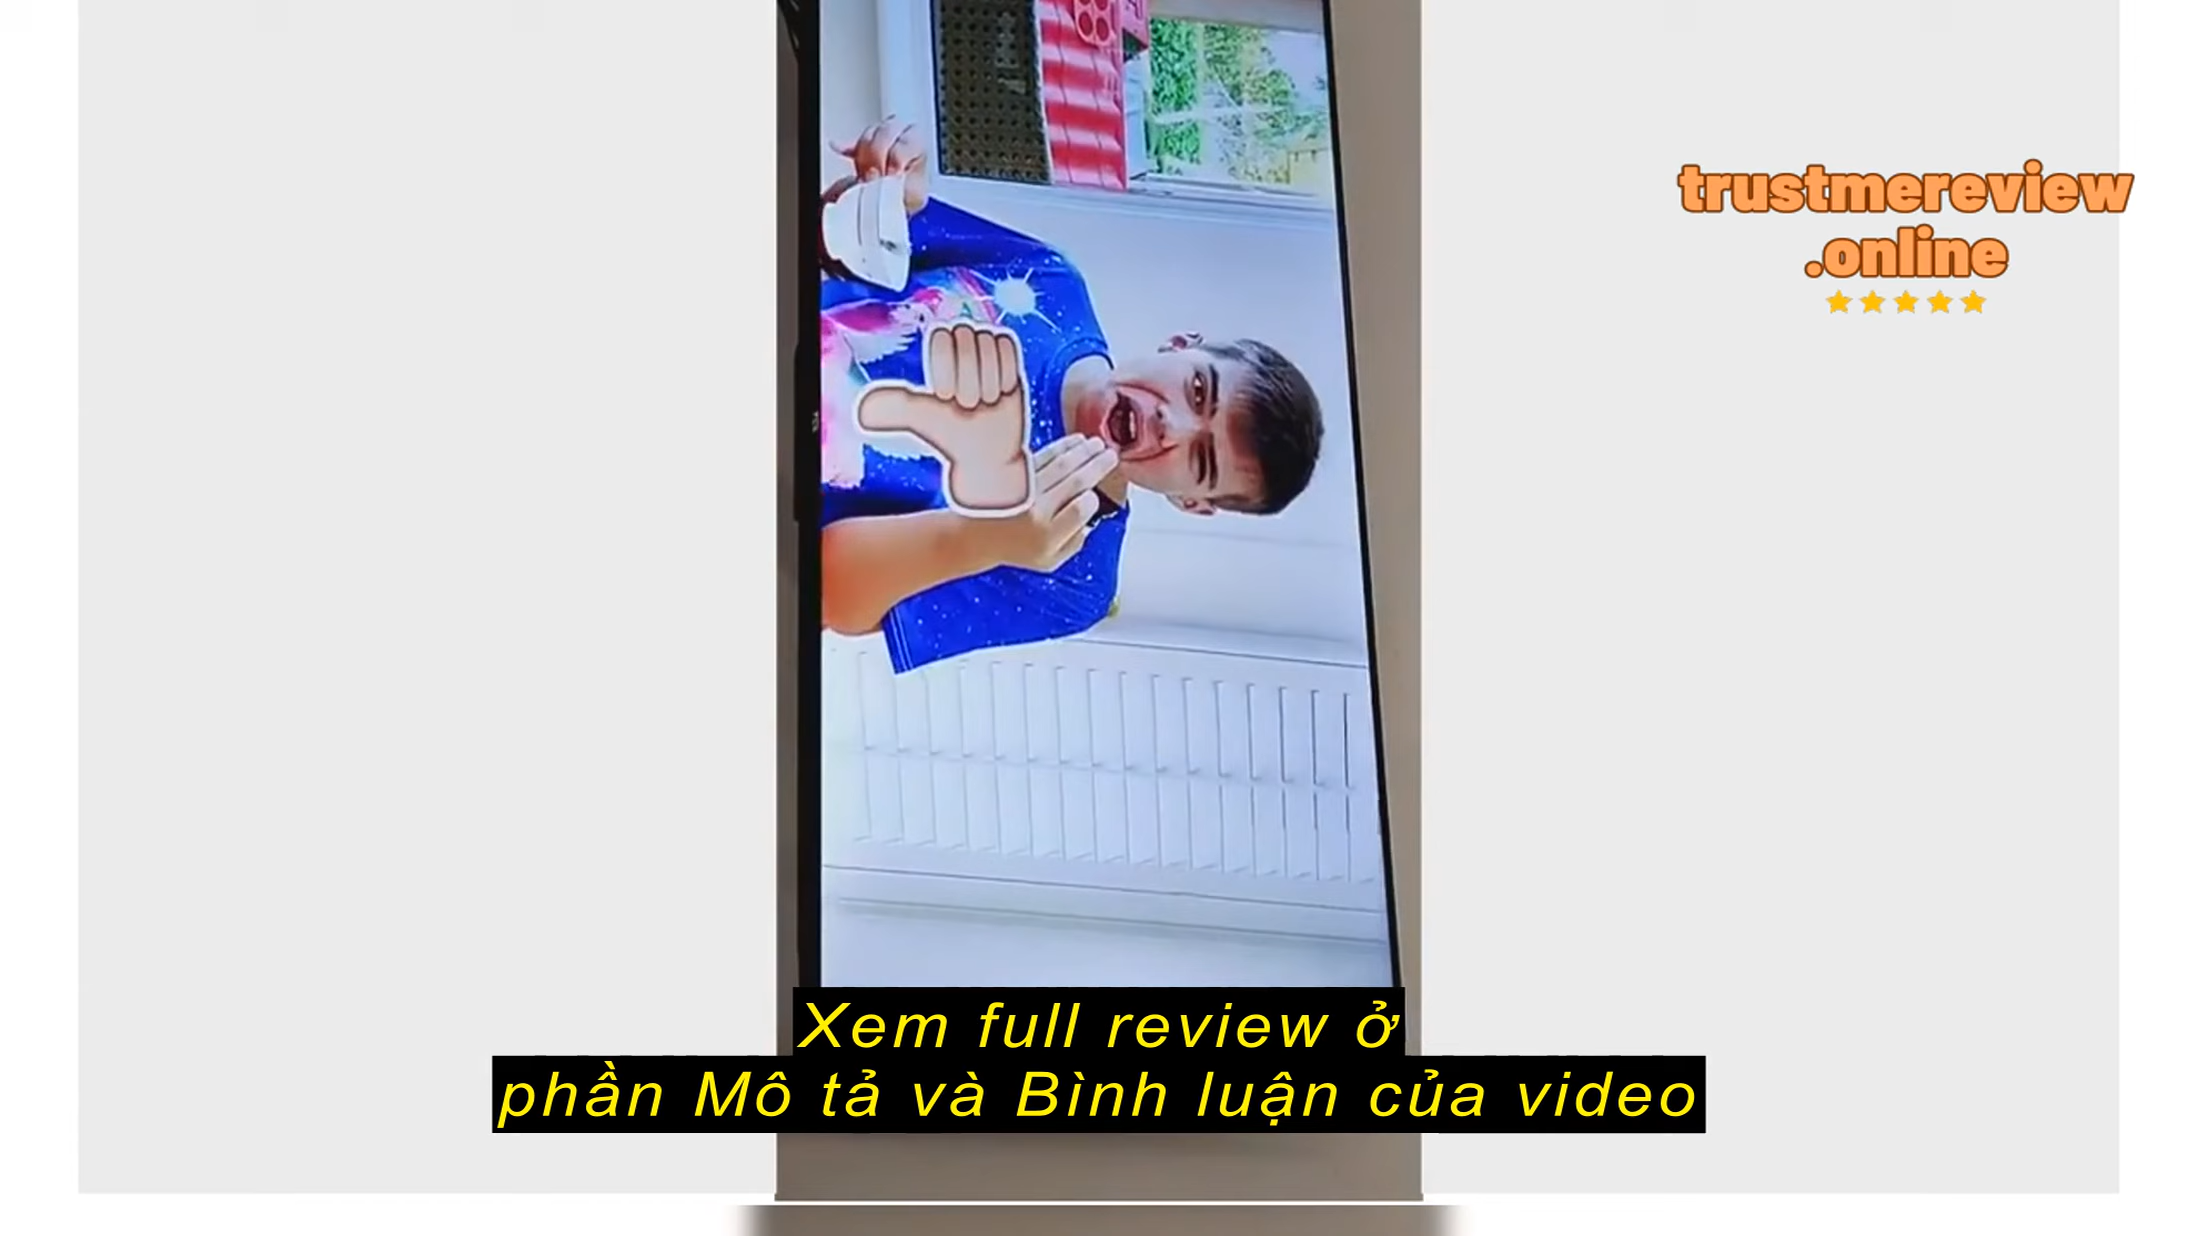 trustmereview
.online
Xem full review ở
phần Mô tả và Bình luận của video